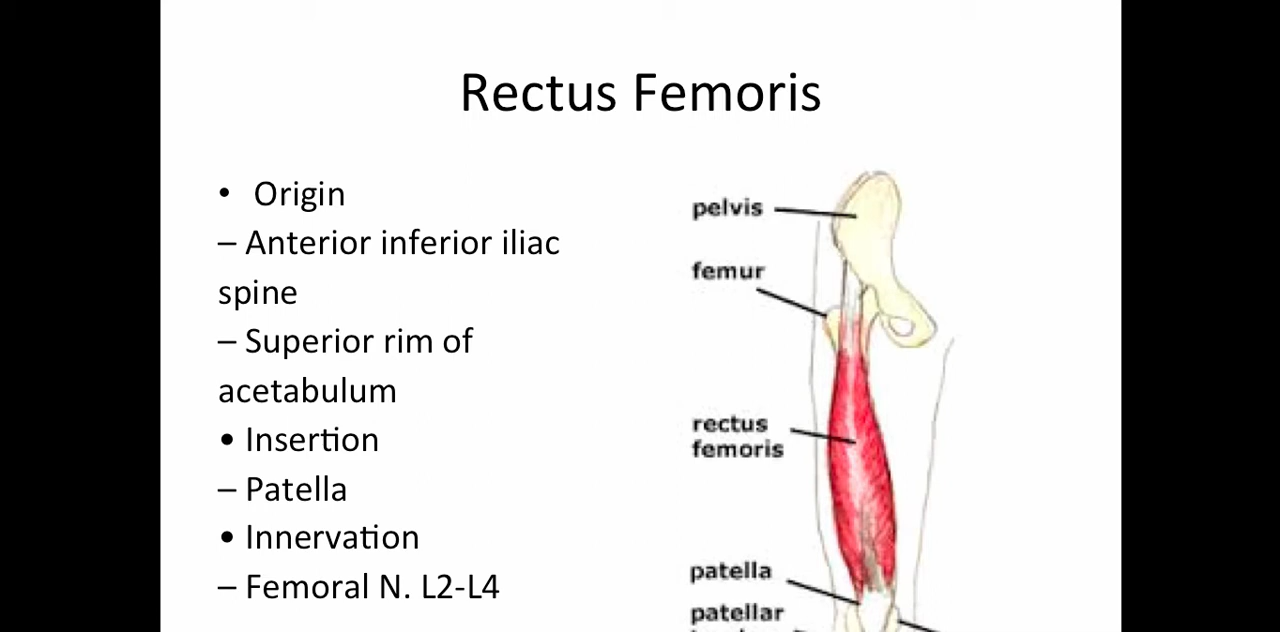 Rectus Femoris
• Origin
– Anterior inferior iliac
spine
– Superior rim of
acetabulum
• Insertion
– Patella
• Innervation
– Femoral N. L2-L4
pelvis
femur
rectus
femoris
patella
patellar